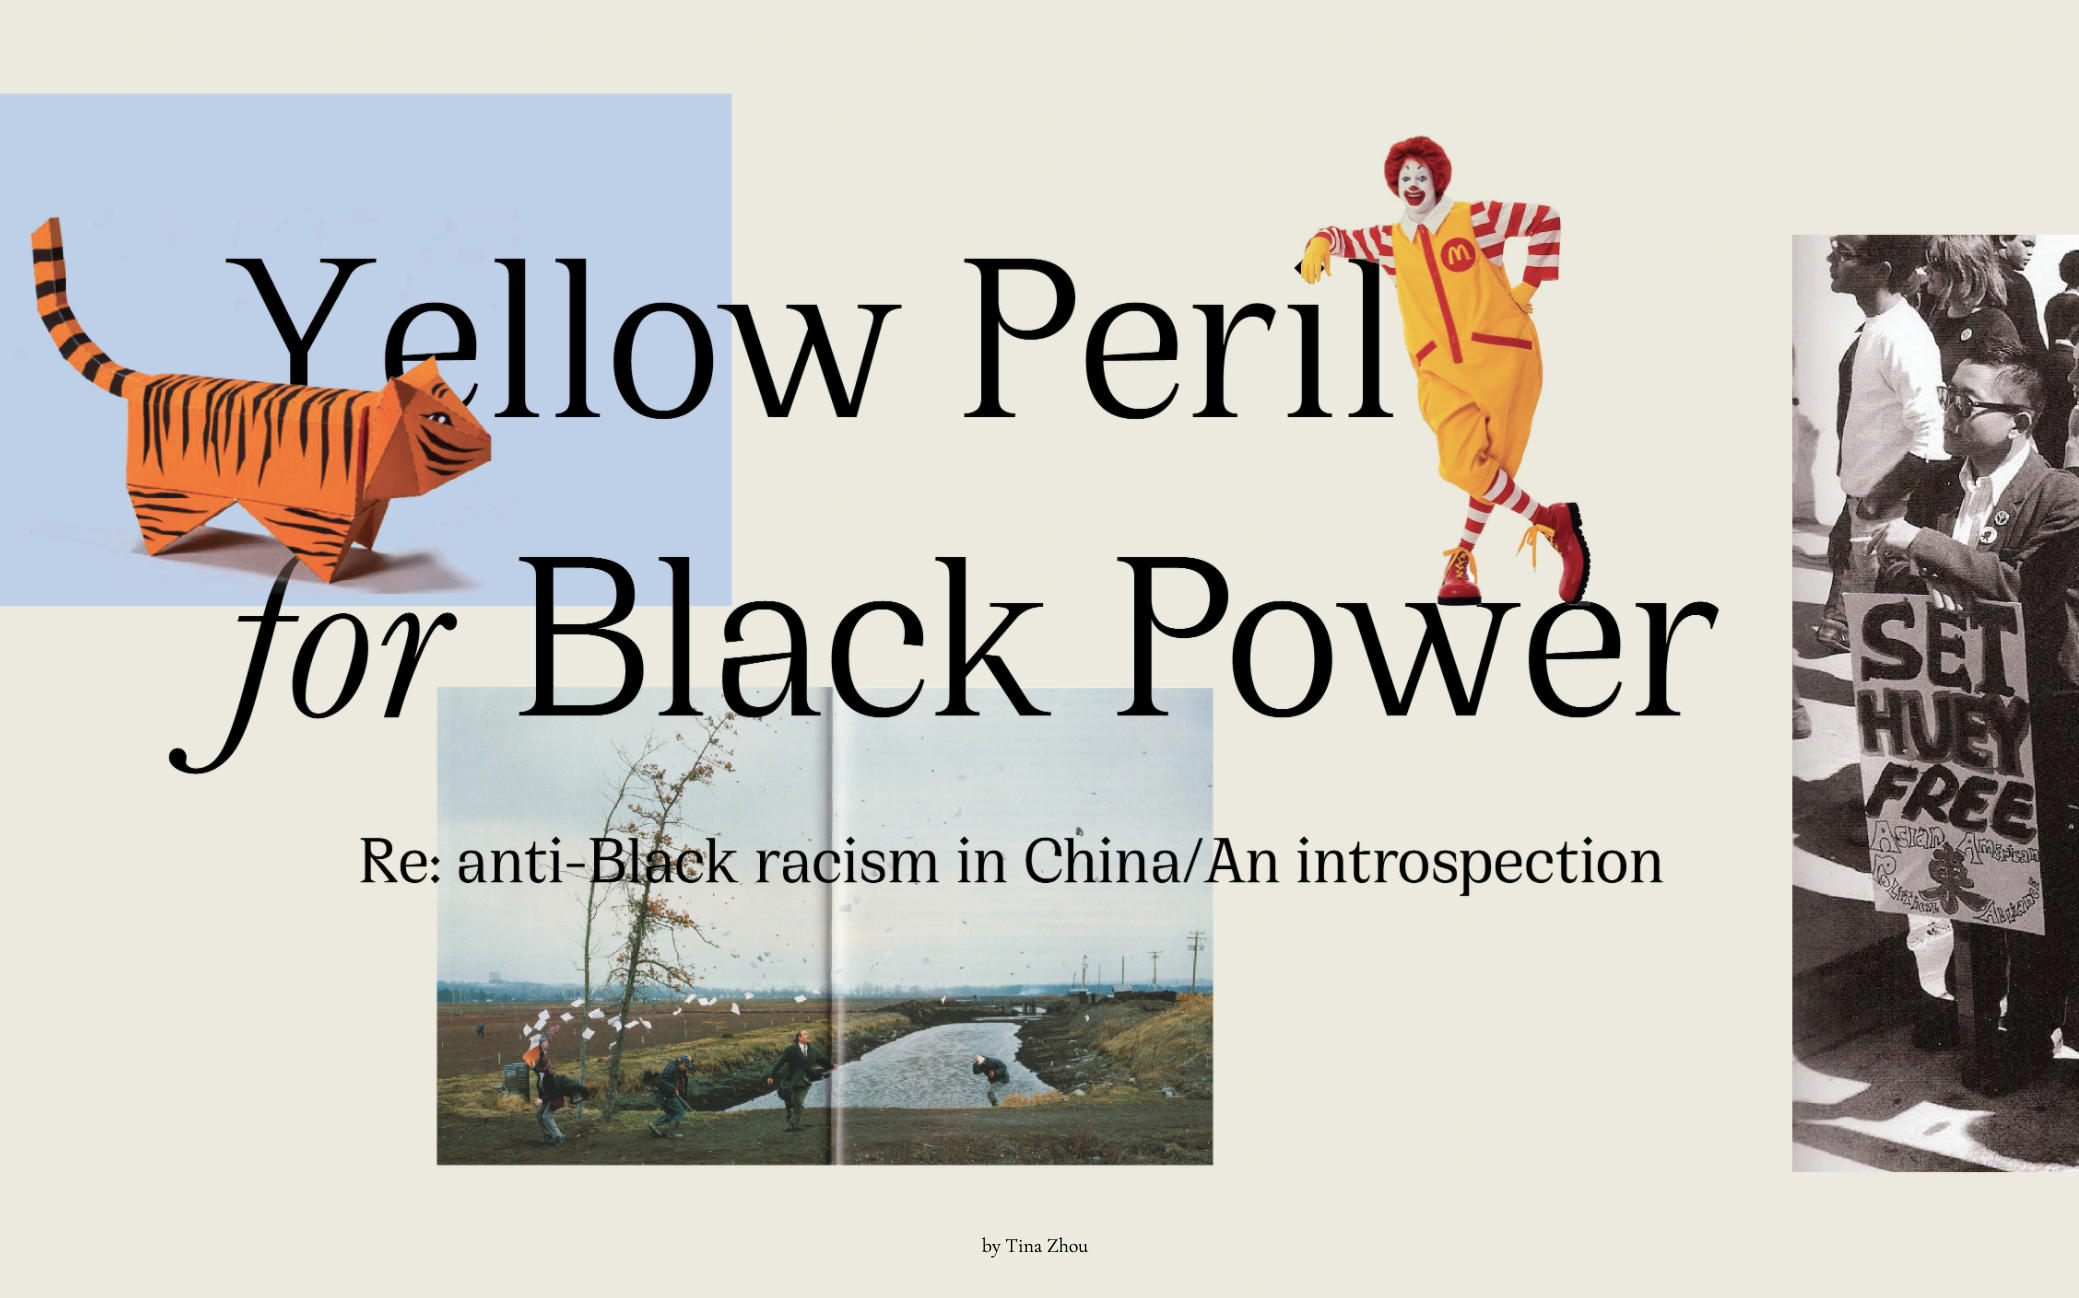 Yellow Peril
for Black Power
Re: anti-Black racism in China/An introspection
SET
HUEY
FREE
Asian American
Political 東 Alliance
by Tina Zhou